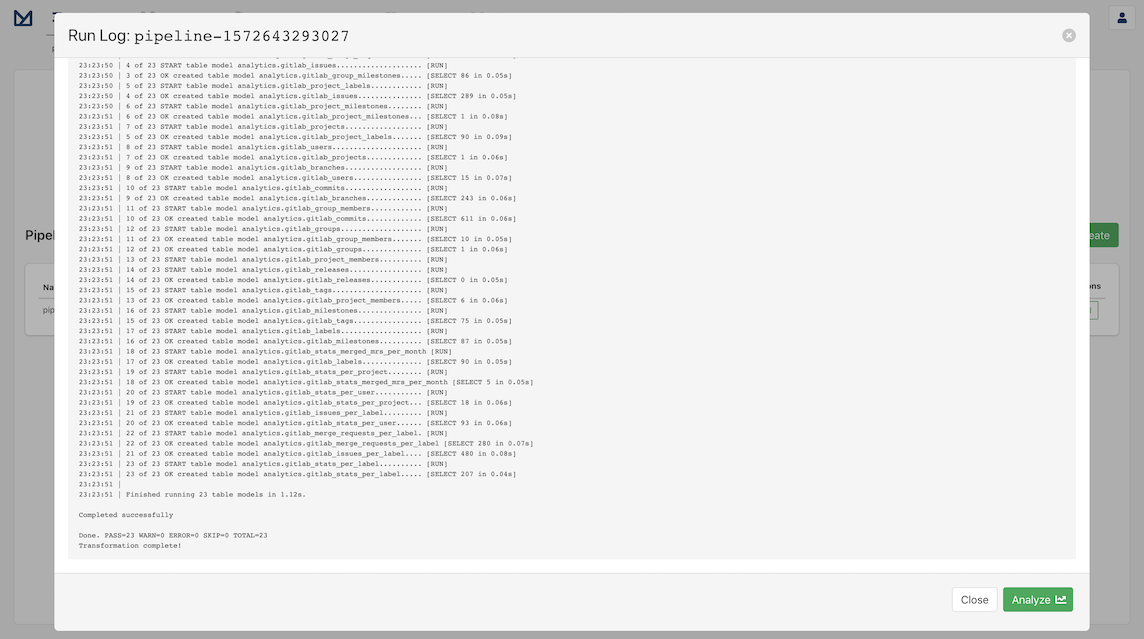 Run Log: pipeline-1572643293027
23:23:50 | 4 of 23 START table model analytics.gitlab_issues.................... [RUN]
23:23:50 | 3 of 23 OK created table model analytics.gitlab_group_milestones..... [SELECT 86 in 0.05s]
23:23:50 | 5 of 23 START table model analytics.gitlab_project_labels............ [RUN]
23:23:50 | 4 of 23 OK created table model analytics.gitlab_issues............... [SELECT 289 in 0.05s]
23:23:50 | 6 of 23 START table model analytics.gitlab_project_milestones........ [RUN]
23:23:51 | 6 of 23 OK created table model analytics.gitlab_project_milestones... [SELECT 1 in 0.08s]
23:23:51 | 7 of 23 START table model analytics.gitlab_projects.................. [RUN]
23:23:51 | 5 of 23 OK created table model analytics.gitlab_project_labels....... [SELECT 90 in 0.09s]
23:23:51 | 8 of 23 START table model analytics.gitlab_users..................... [RUN]
23:23:51 | 7 of 23 OK created table model analytics.gitlab_projects............. [SELECT 1 in 0.06s]
23:23:51 | 9 of 23 START table model analytics.gitlab_branches.................. [RUN]
23:23:51 | 8 of 23 OK created table model analytics.gitlab_users................ [SELECT 15 in 0.07s]
23:23:51 | 10 of 23 START table model analytics.gitlab_commits.................. [RUN]
23:23:51 | 9 of 23 OK created table model analytics.gitlab_branches............. [SELECT 243 in 0.06s]
23:23:51 | 11 of 23 START table model analytics.gitlab_group_members............ [RUN]
23:23:51 | 10 of 23 OK created table model analytics.gitlab_commits............. [SELECT 611 in 0.06s]
23:23:51 | 12 of 23 START table model analytics.gitlab_groups................... [RUN]
23:23:51 | 11 of 23 OK created table model analytics.gitlab_group_members....... [SELECT 10 in 0.05s]
23:23:51 | 12 of 23 OK created table model analytics.gitlab_groups.............. [SELECT 1 in 0.06s]
23:23:51 | 13 of 23 START table model analytics.gitlab_project_members.......... [RUN]
23:23:51 | 14 of 23 START table model analytics.gitlab_releases................. [RUN]
23:23:51 | 14 of 23 OK created table model analytics.gitlab_releases............ [SELECT 0 in 0.05s]
23:23:51 | 15 of 23 START table model analytics.gitlab_tags..................... [RUN]
23:23:51 | 13 of 23 OK created table model analytics.gitlab_project_members..... [SELECT 6 in 0.06s]
23:23:51 | 16 of 23 START table model analytics.gitlab_milestones............... [RUN]
23:23:51 | 15 of 23 OK created table model analytics.gitlab_tags................ [SELECT 75 in 0.05s]
23:23:51 | 17 of 23 START table model analytics.gitlab_labels................... [RUN]
23:23:51 | 16 of 23 OK created table model analytics.gitlab_milestones.......... [SELECT 87 in 0.05s]
23:23:51 | 18 of 23 START table model analytics.gitlab_stats_merged_mrs_per_month [RUN]
23:23:51 | 17 of 23 OK created table model analytics.gitlab_labels.............. [SELECT 90 in 0.05s]
23:23:51 | 19 of 23 START table model analytics.gitlab_stats_per_project........ [RUN]
23:23:51 | 18 of 23 OK created table model analytics.gitlab_stats_merged_mrs_per_month [SELECT 5 in 0.05s]
23:23:51 | 20 of 23 START table model analytics.gitlab_stats_per_user........... [RUN]
23:23:51 | 19 of 23 OK created table model analytics.gitlab_stats_per_project... [SELECT 18 in 0.06s]
23:23:51 | 21 of 23 START table model analytics.gitlab_issues_per_label......... [RUN]
23:23:51 | 20 of 23 OK created table model analytics.gitlab_stats_per_user...... [SELECT 93 in 0.06s]
23:23:51 | 22 of 23 START table model analytics.gitlab_merge_requests_per_label. [RUN]
23:23:51 | 22 of 23 OK created table model analytics.gitlab_merge_requests_per_label [SELECT 280 in 0.07s]
23:23:51 | 21 of 23 OK created table model analytics.gitlab_issues_per_label.... [SELECT 480 in 0.08s]
23:23:51 | 23 of 23 START table model analytics.gitlab_stats_per_label.......... [RUN]
23:23:51 | 23 of 23 OK created table model analytics.gitlab_stats_per_label..... [SELECT 207 in 0.04s]
23:23:51 |
23:23:51 | Finished running 23 table models in 1.12s.
Completed successfully
Done. PASS=23 WARN=0 ERROR=0 SKIP=0 TOTAL=23
Transformation complete!
Close
Analyze